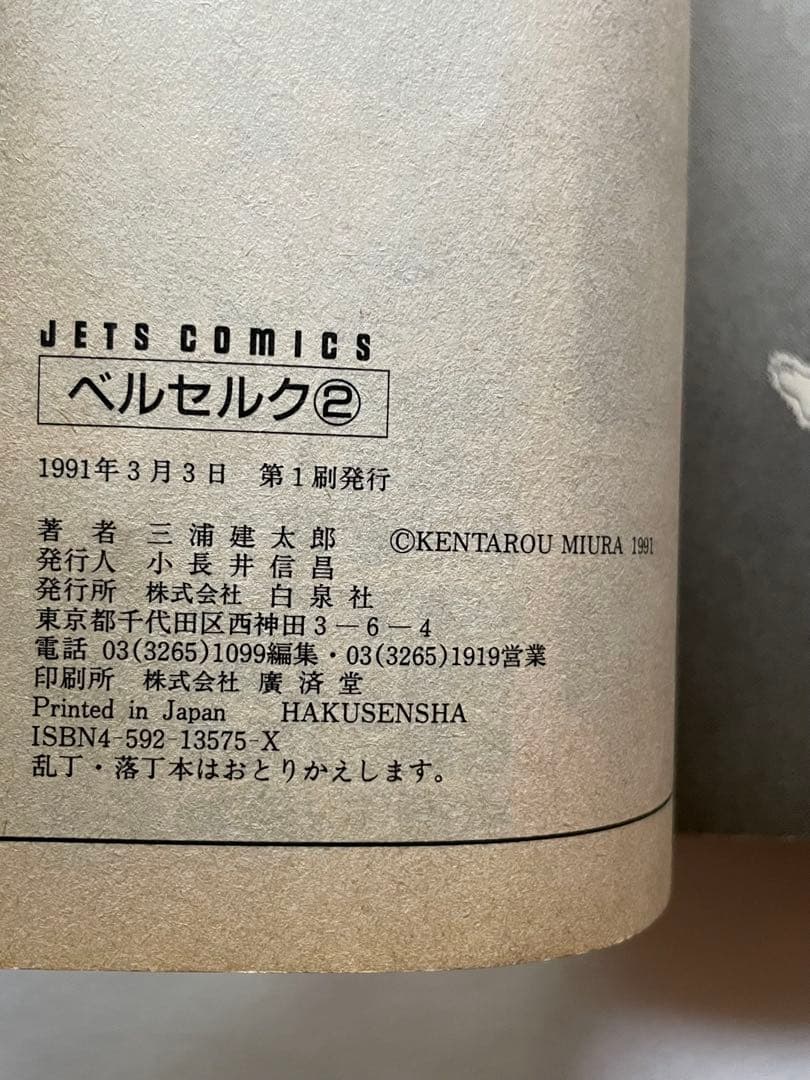 JETS COMICS
ベルセルク②
1991年3月3日　第1刷発行
著　者　三浦建太郎　©KENTAROU MIURA 1991
発行人　小長井信昌
発行所　株式会社　白泉社
東京都千代田区西神田3－6－4
電話 03(3265)1099編集・03(3265)1919営業
印刷所　株式会社　廣済堂
Printed in Japan　HAKUSENSHA
ISBN4-592-13575-X
乱丁・落丁本はおとりかえします。